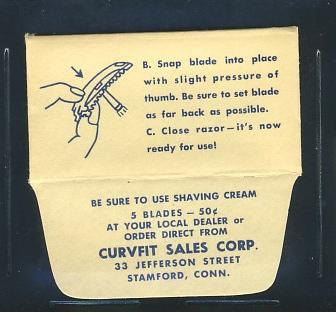 B. Snap blade into place
with slight pressure of
thumb. Be sure to set blade
as far back as possible.
C. Close razor—it's now
ready for use!
BE SURE TO USE SHAVING CREAM
5 BLADES – 50¢
AT YOUR LOCAL DEALER or
ORDER DIRECT FROM
CURVFIT SALES CORP.
33 JEFFERSON STREET
STAMFORD, CONN.